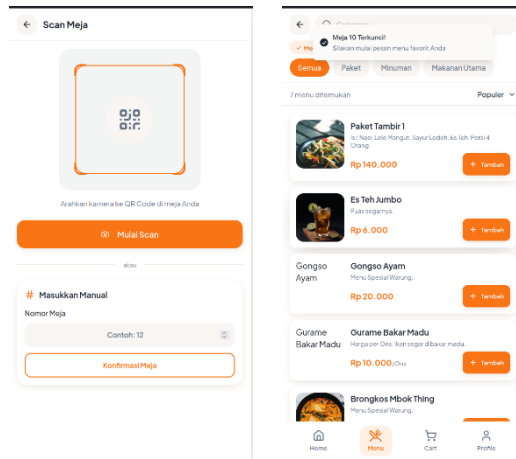 Scan Meja
Arahkan kamera ke QR Code di meja Anda
Mulai Scan
atau
# Masukkan Manual
Nomor Meja
Contoh: 12
Konfirmasi Meja
Meja 10 Terkunci!
Silakan mulai pesan menu favorit Anda
Semua
Paket
Minuman
Makanan Utama
7 menu ditemukan
Populer
Paket Tambir 1
Isi: Nasi, Lele Mangut, Sayur Lodeh, Es Teh. Porsi 4
Orang
Rp 140.000
+ Tambah
Es Teh Jumbo
Puas segarnya.
Rp 6.000
+ Tambah
Gongso
Ayam
Gongso Ayam
Menu Spesial Warung.
Rp 20.000
+ Tambah
Gurame
Bakar Madu
Gurame Bakar Madu
Harga per Ons. Ikan segar dibakar madu.
Rp 10.000/Ons
+ Tambah
Brongkos Mbok Thing
Menu Spesial Warung.
Home
Menu
Cart
Profile